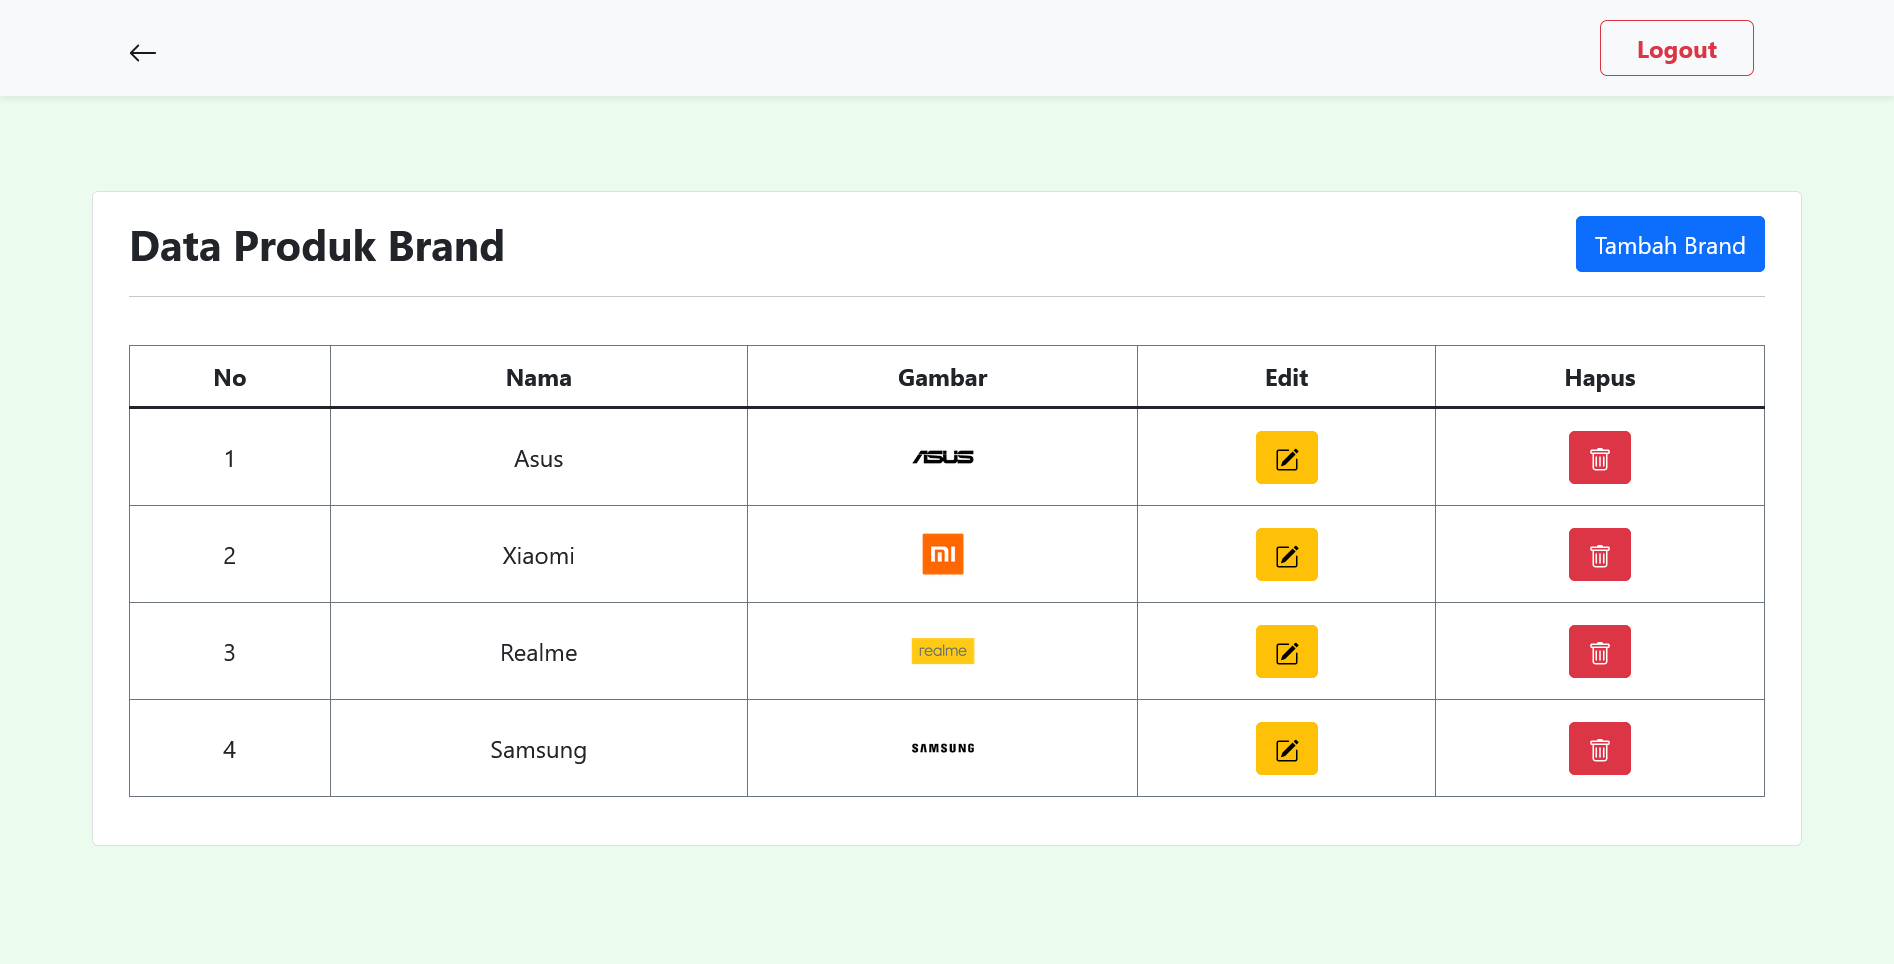 Logout
Data Produk Brand
Tambah Brand
No Nama Gambar Edit Hapus
1 Asus ASUS
2 Xiaomi mi
3 Realme realme
4 Samsung SAMSUNG